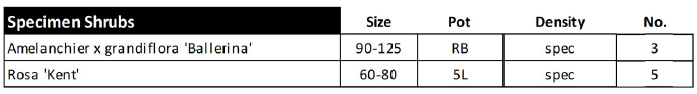 Specimen Shrubs Size Pot Density No.
Amelanchier x grandiflora 'Ballerina' 90-125 RB spec 3
Rosa 'Kent' 60-80 5L spec 5